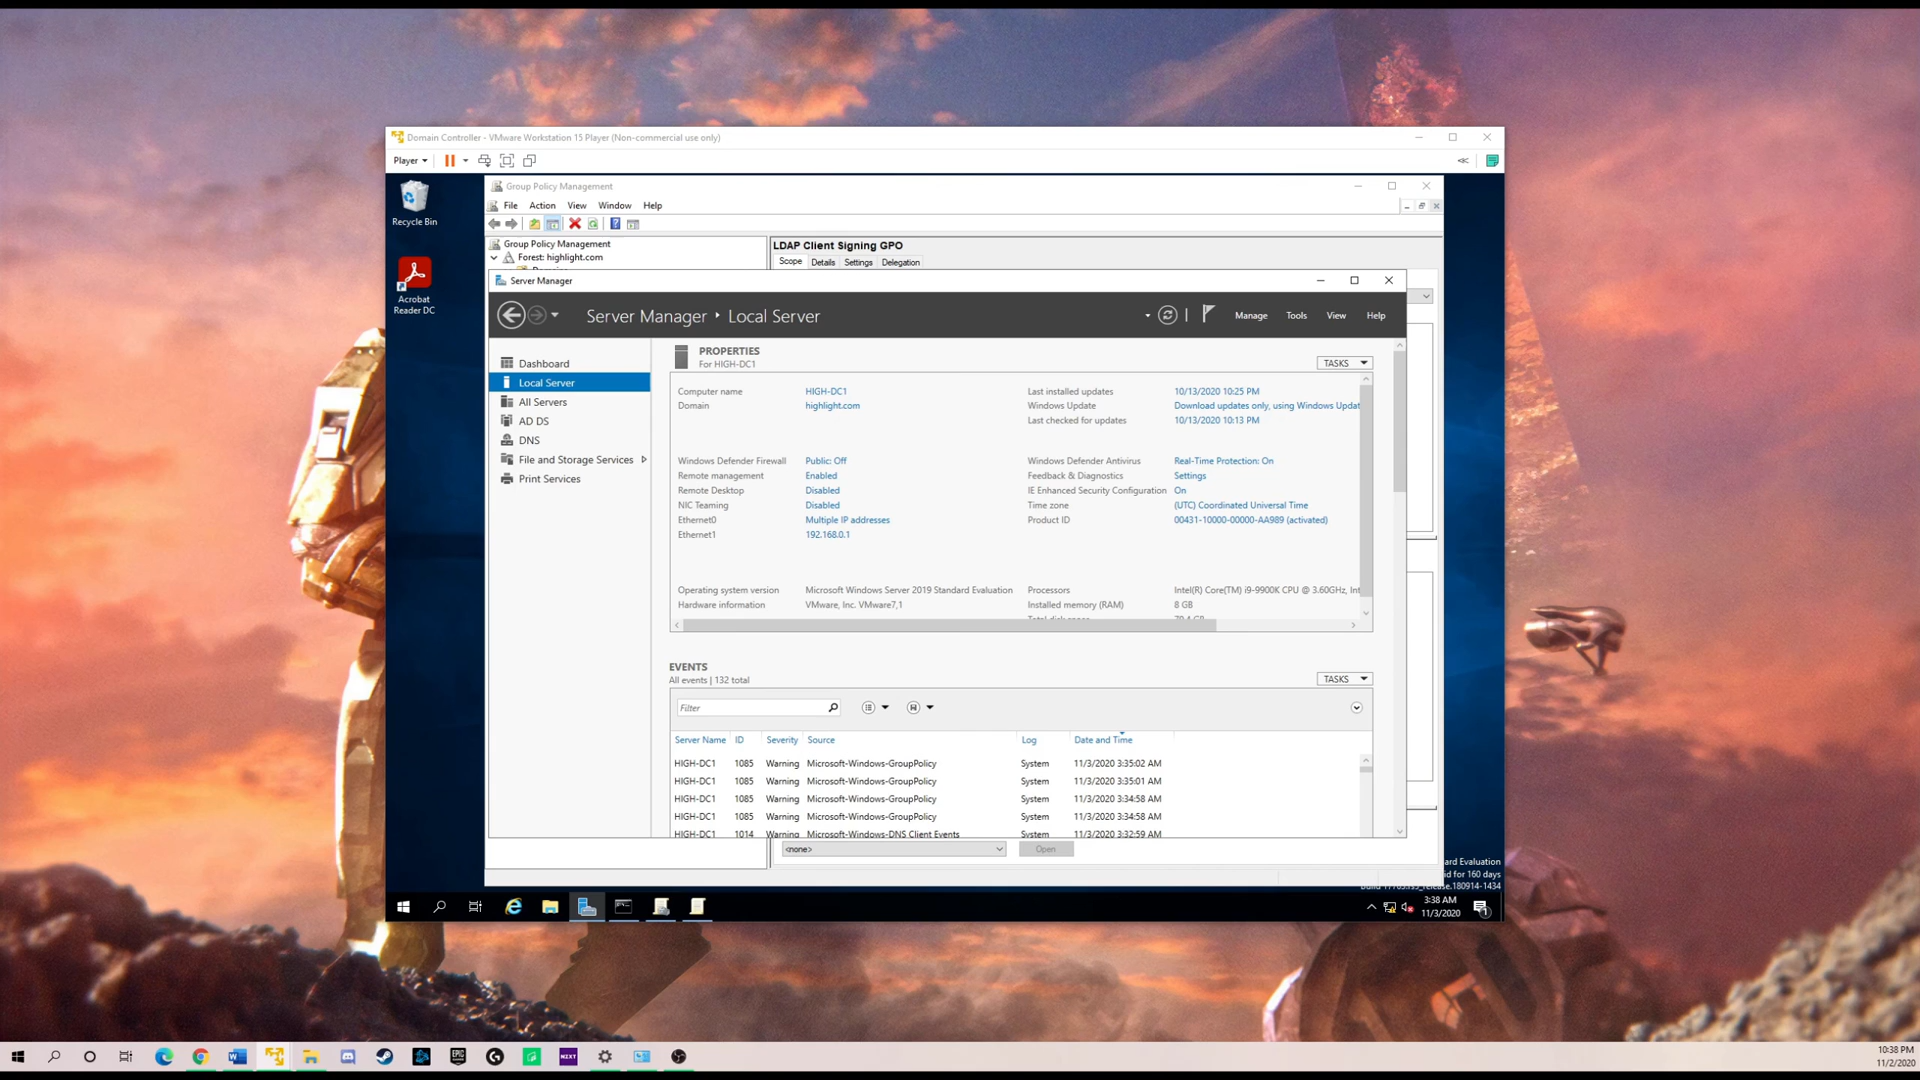 Domain Controller - VMware Workstation 15 Player (Non-commercial use only)
Player
Recycle Bin
Acrobat
Reader DC
Group Policy Management
File Action View Window Help
Group Policy Management
Forest: highlight.com
LDAP Client Signing GPO
Scope Details Settings Delegation
Server Manager
Server Manager Local Server
Manage Tools View Help
Dashboard
Local Server
All Servers
AD DS
DNS
File and Storage Services
Print Services
PROPERTIES
For HIGH-DC1
TASKS
Computer name HIGH-DC1 Last installed updates 10/13/2020 10:25 PM
Domain highlight.com Windows Update Download updates only, using Windows Updat
Last checked for updates 10/13/2020 10:13 PM
Windows Defender Firewall Public: Off Windows Defender Antivirus Real-Time Protection: On
Remote management Enabled Feedback & Diagnostics Settings
Remote Desktop Disabled IE Enhanced Security Configuration On
NIC Teaming Disabled Time zone (UTC) Coordinated Universal Time
Ethernet0 Multiple IP addresses Product ID 00431-10000-00000-AA989 (activated)
Ethernet1 192.168.0.1
Operating system version Microsoft Windows Server 2019 Standard Evaluation Processors Intel(R) Core(TM) i9-9900K CPU @ 3.60GHz, Int
Hardware information VMware, Inc. VMware7,1 Installed memory (RAM) 8 GB
EVENTS
All events | 132 total
TASKS
Filter
Server Name ID Severity Source Log Date and Time
HIGH-DC1 1085 Warning Microsoft-Windows-GroupPolicy System 11/3/2020 3:35:02 AM
HIGH-DC1 1085 Warning Microsoft-Windows-GroupPolicy System 11/3/2020 3:35:01 AM
HIGH-DC1 1085 Warning Microsoft-Windows-GroupPolicy System 11/3/2020 3:34:58 AM
HIGH-DC1 1085 Warning Microsoft-Windows-GroupPolicy System 11/3/2020 3:34:58 AM
HIGH-DC1 1014 Warning Microsoft-Windows-DNS Client Events System 11/3/2020 3:32:59 AM
<none> Open
ard Evaluation
id for 160 days
release.180914-1434
3:38 AM
11/3/2020
1
EPIC
NZXT
10:38 PM
11/2/2020